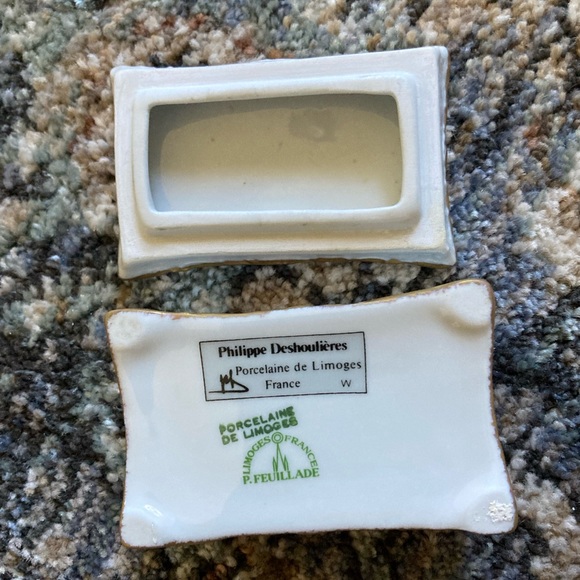 Philippe Deshoulières
Porcelaine de Limoges
France W
PORCELAINE
DE LIMOGES
LIMOGES FRANCE
P. FEUILLADE